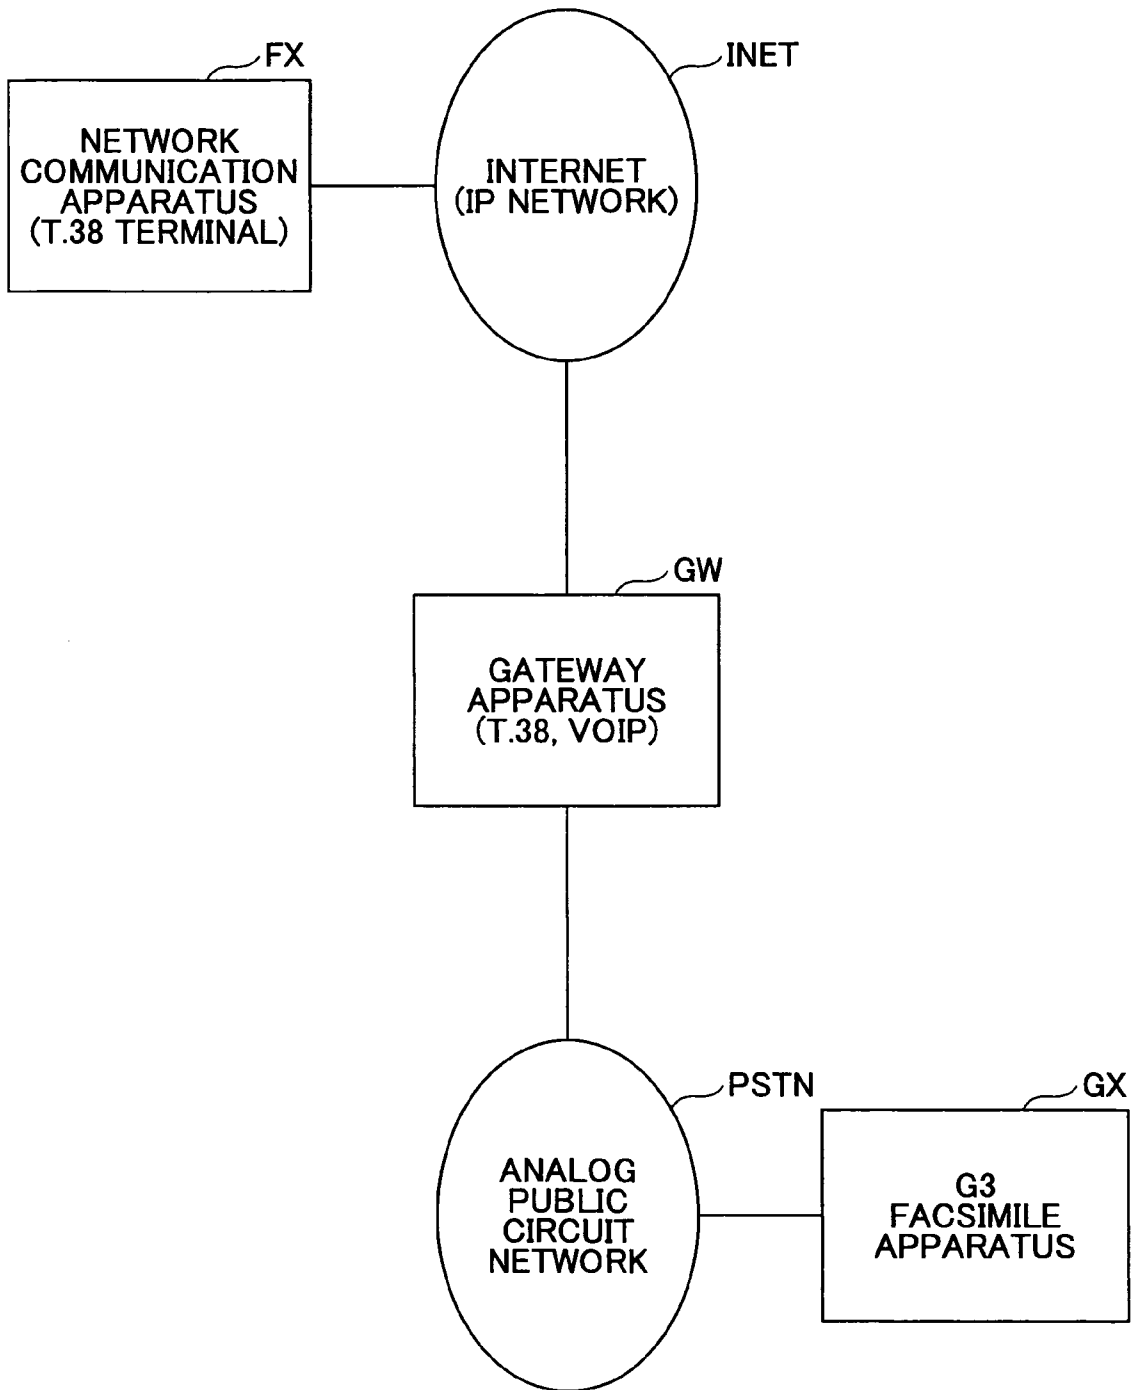 FX
INET
NETWORK
COMMUNICATION
APPARATUS
(T.38 TERMINAL)
INTERNET
(IP NETWORK)
GW
GATEWAY
APPARATUS
(T.38, VOIP)
PSTN
GX
ANALOG
PUBLIC
CIRCUIT
NETWORK
G3
FACSIMILE
APPARATUS